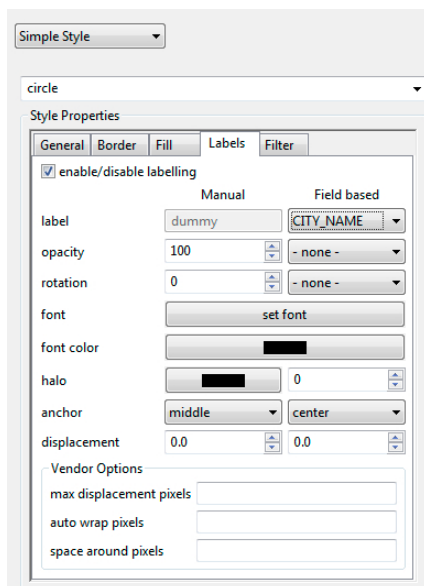 Simple Style
circle
Style Properties
General Border Fill Labels Filter
enable/disable labelling
Manual Field based
label dummy CITY_NAME
opacity 100 - none -
rotation 0 - none -
font set font
font color
halo 0
anchor middle center
displacement 0.0 0.0
Vendor Options
max displacement pixels
auto wrap pixels
space around pixels